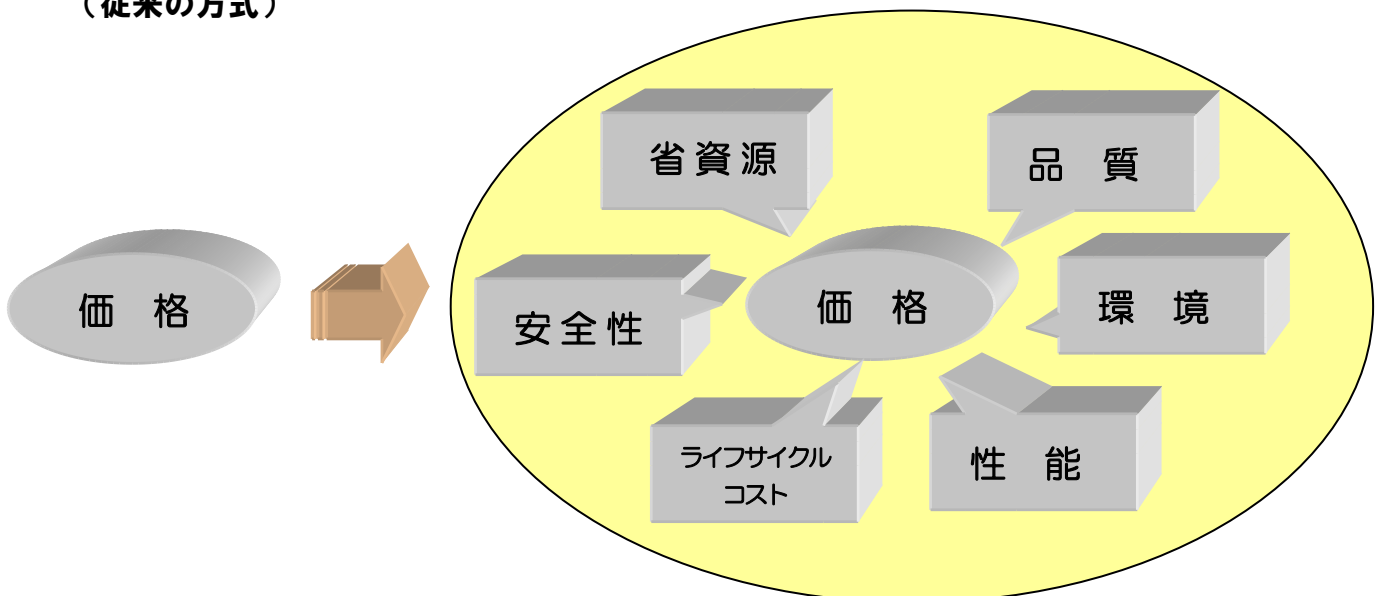 （従来の方式）
省資源
品　質
価　格
安全性
価　格
環　境
ライフサイクル
コスト
性　能